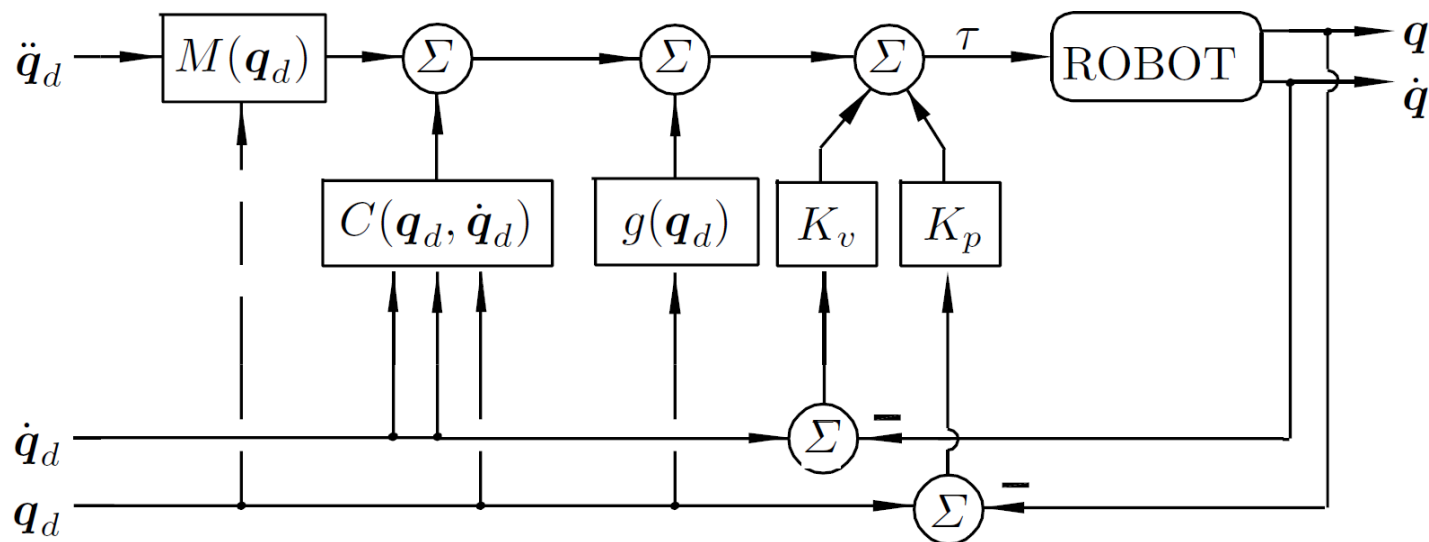 q̈_d M(q_d) Σ Σ Σ τ ROBOT q
q̇
C(q_d, q̇_d) g(q_d) K_v K_p
q̇_d Σ −
q_d Σ −